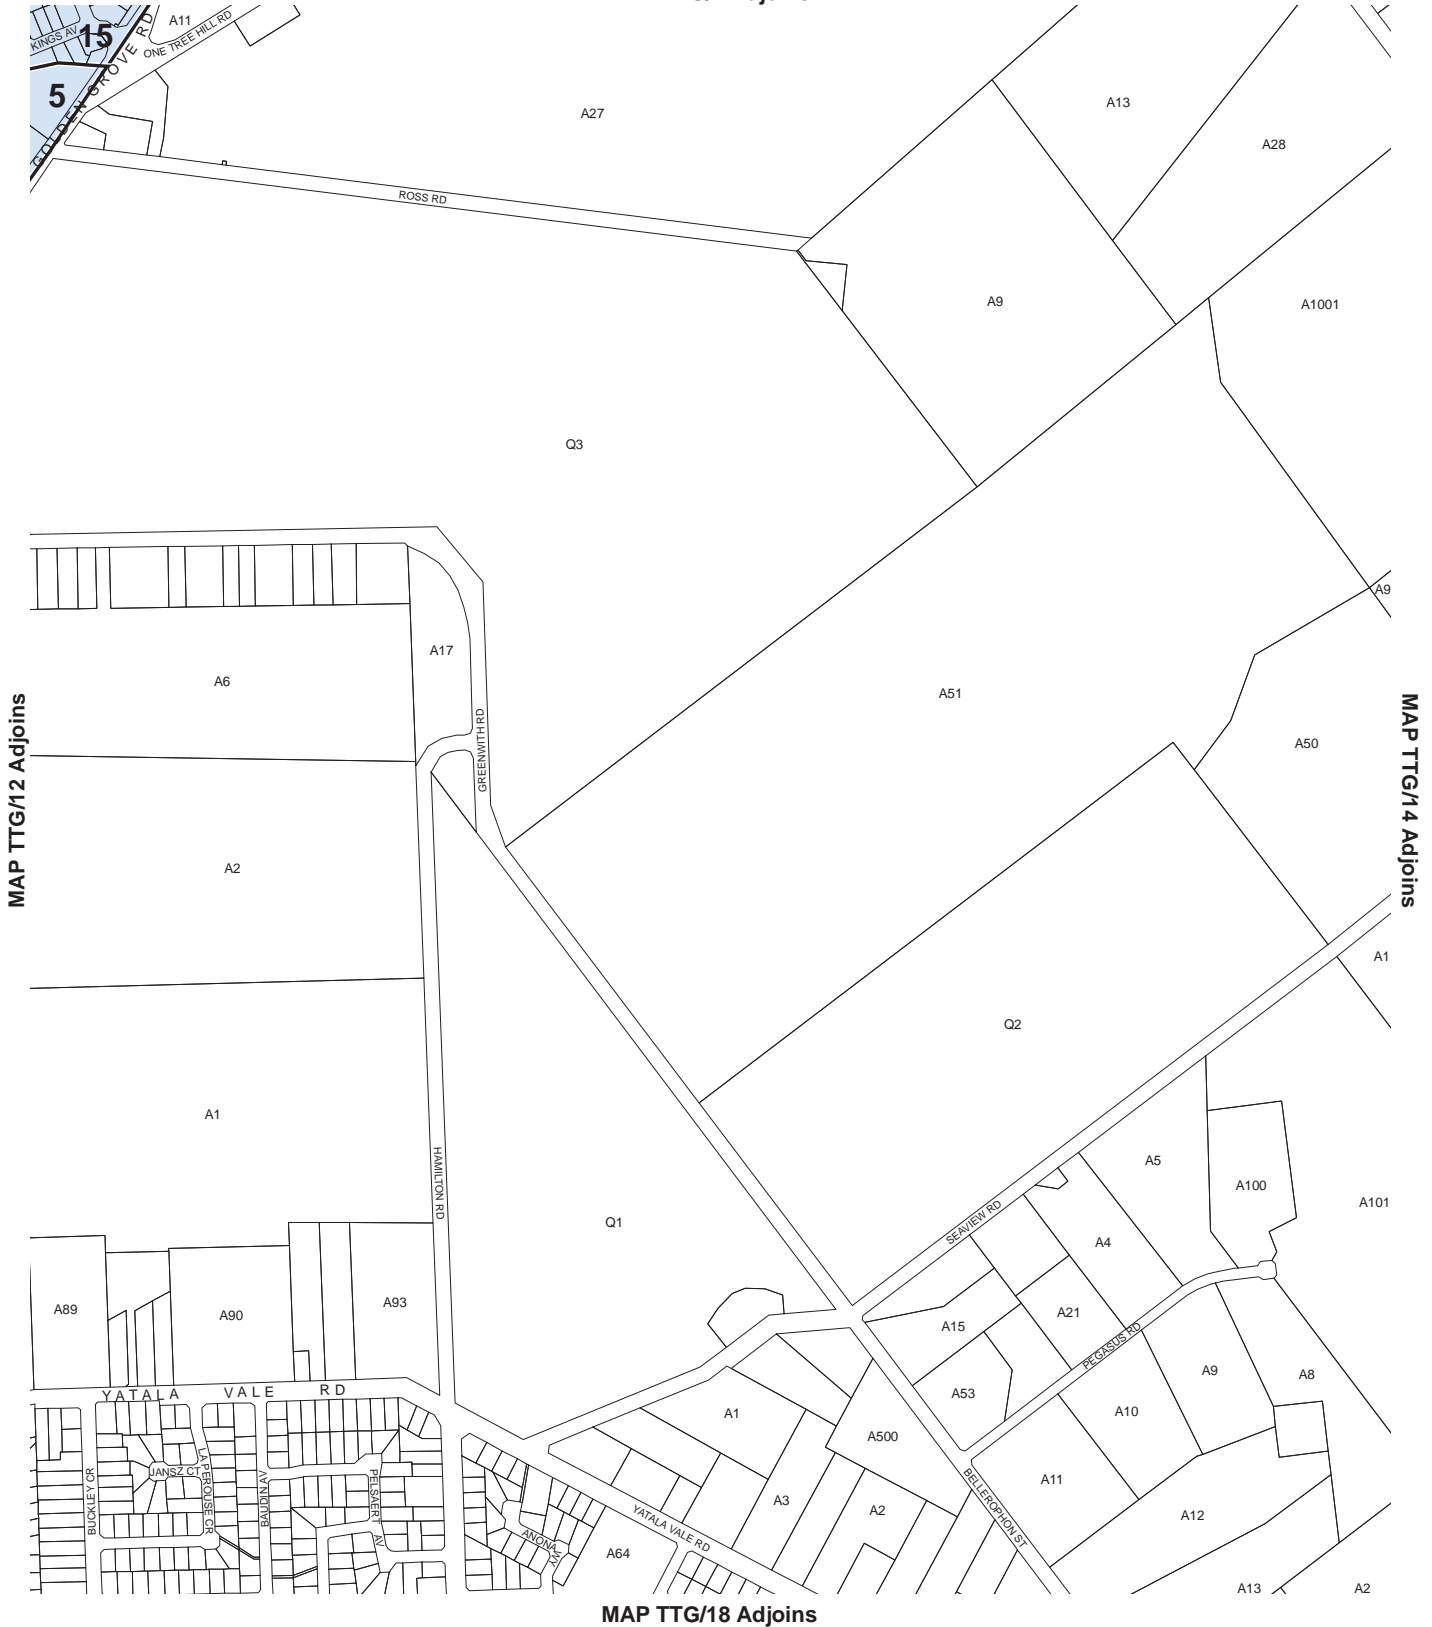 A11
KINGS AV
15
ONE TREE HILL RD
GOLDEN GROVE RD
5
A27
A13
A28
ROSS RD
A9
A1001
Q3
A9
A17
A6
A51
A50
GREENWITH RD
MAP TTG/12 Adjoins
MAP TTG/14 Adjoins
A2
A1
Q2
A1
A5
A100
A101
HAMILTON RD
Q1
SEAVIEW RD
A4
A89
A90
A93
A21
A15
PEGASUS RD
A9
A8
A53
YATALA VALE RD
A1
A10
A500
A11
JANSZ CT
LA PEROUSE CR
BUCKLEY CR
BAUDIN AV
PELSAERT AV
A3
A2
BELLEROPHON ST
A12
YATALA VALE RD
ANONA WY
A64
A13
A2
MAP TTG/18 Adjoins